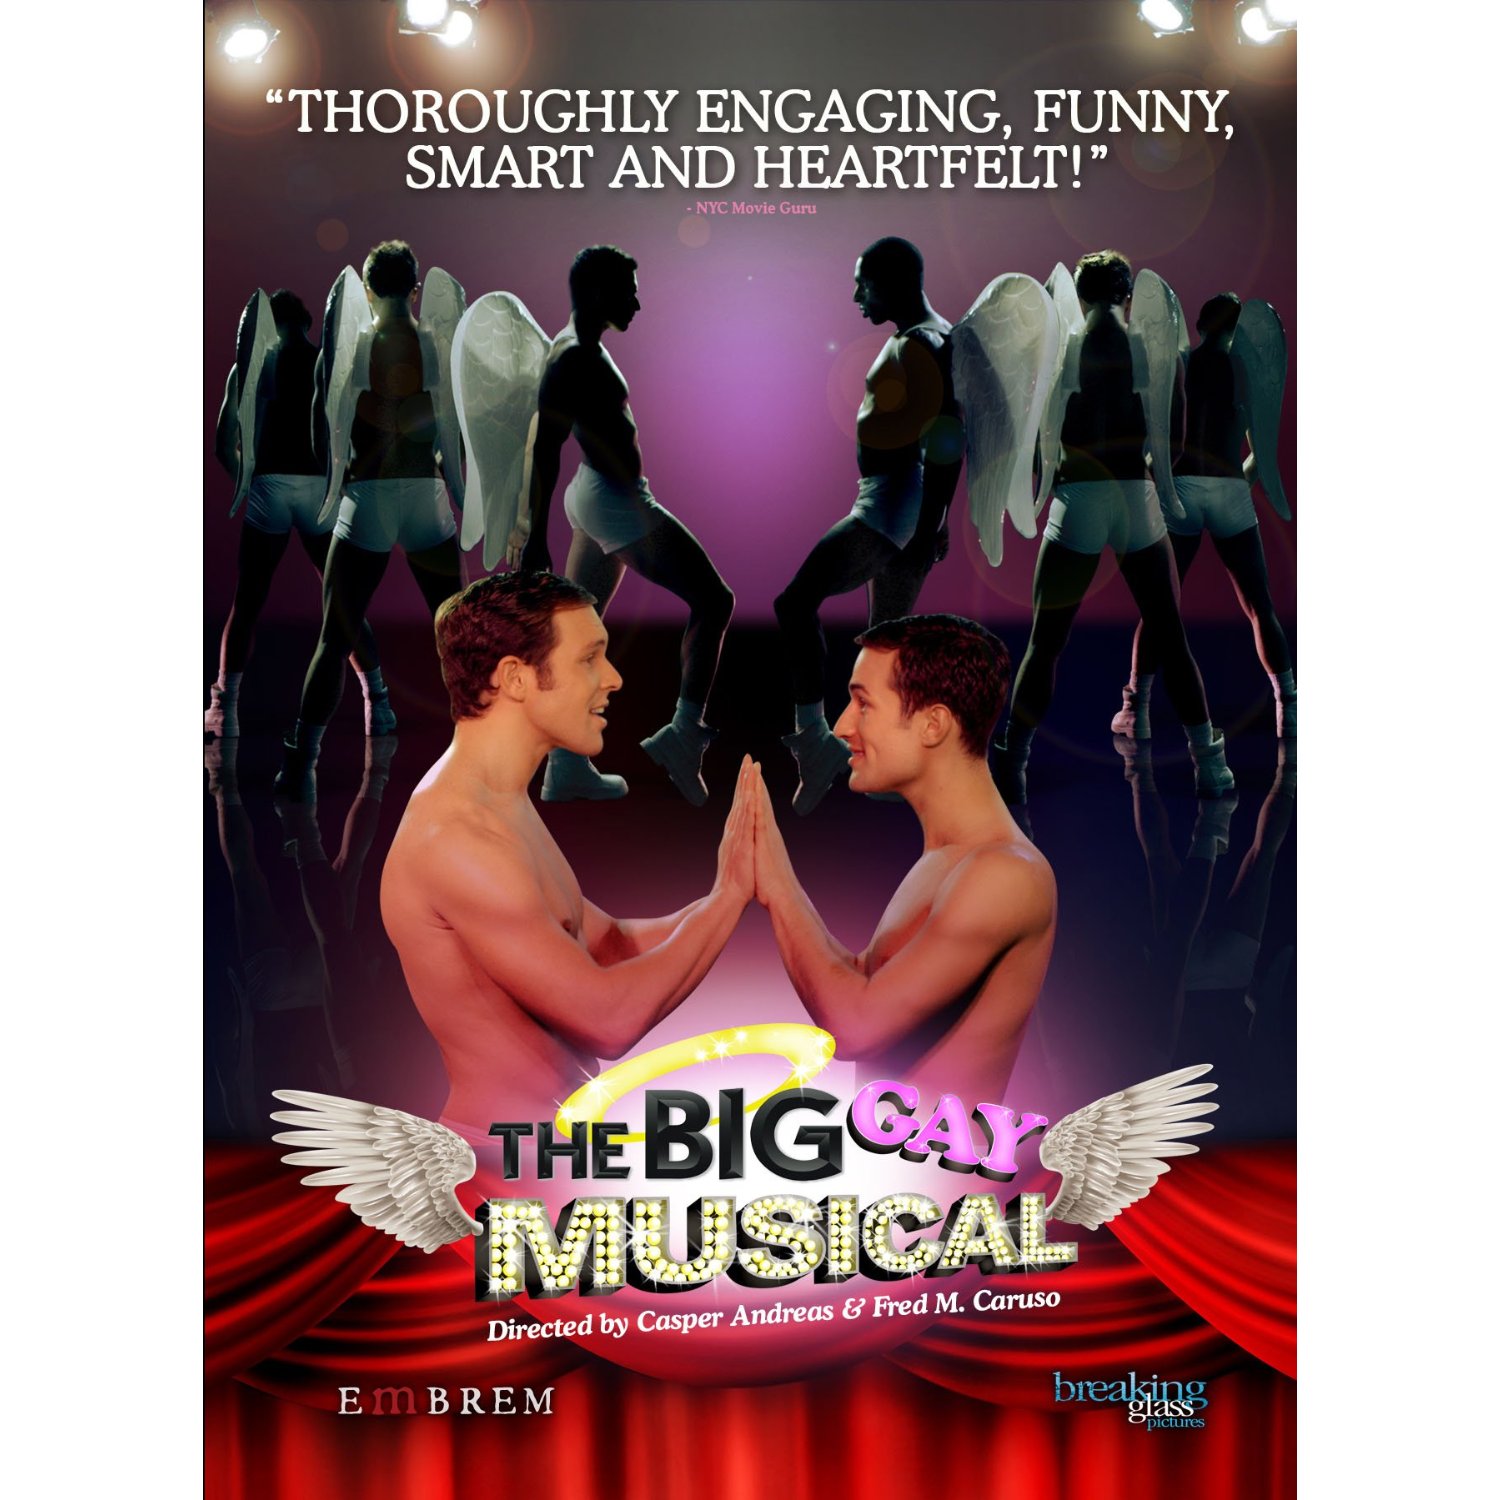 “THOROUGHLY ENGAGING, FUNNY,
SMART AND HEARTFELT!”
- NYC Movie Guru
THE BIG GAY
MUSICAL
Directed by Casper Andreas & Fred M. Caruso
EmBREM
breaking
glass
pictures